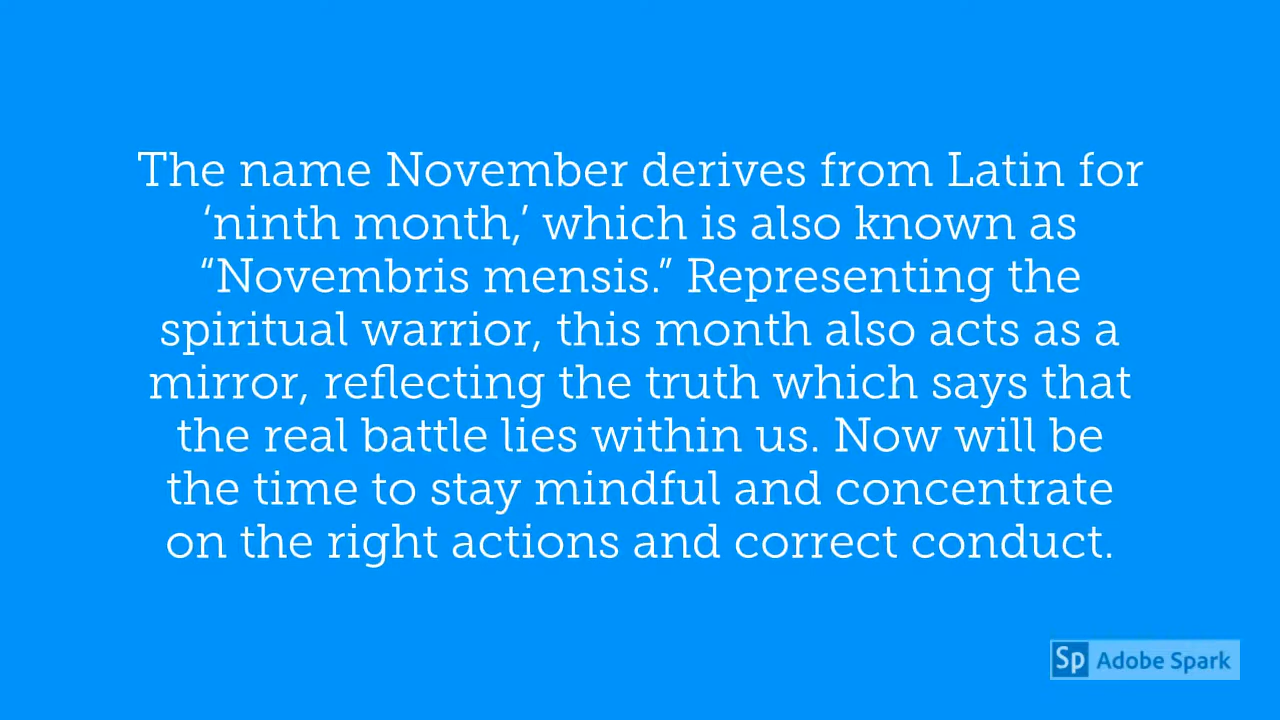 The name November derives from Latin for
‘ninth month,’ which is also known as
“Novembris mensis.” Representing the
spiritual warrior, this month also acts as a
mirror, reflecting the truth which says that
the real battle lies within us. Now will be
the time to stay mindful and concentrate
on the right actions and correct conduct.
Sp Adobe Spark